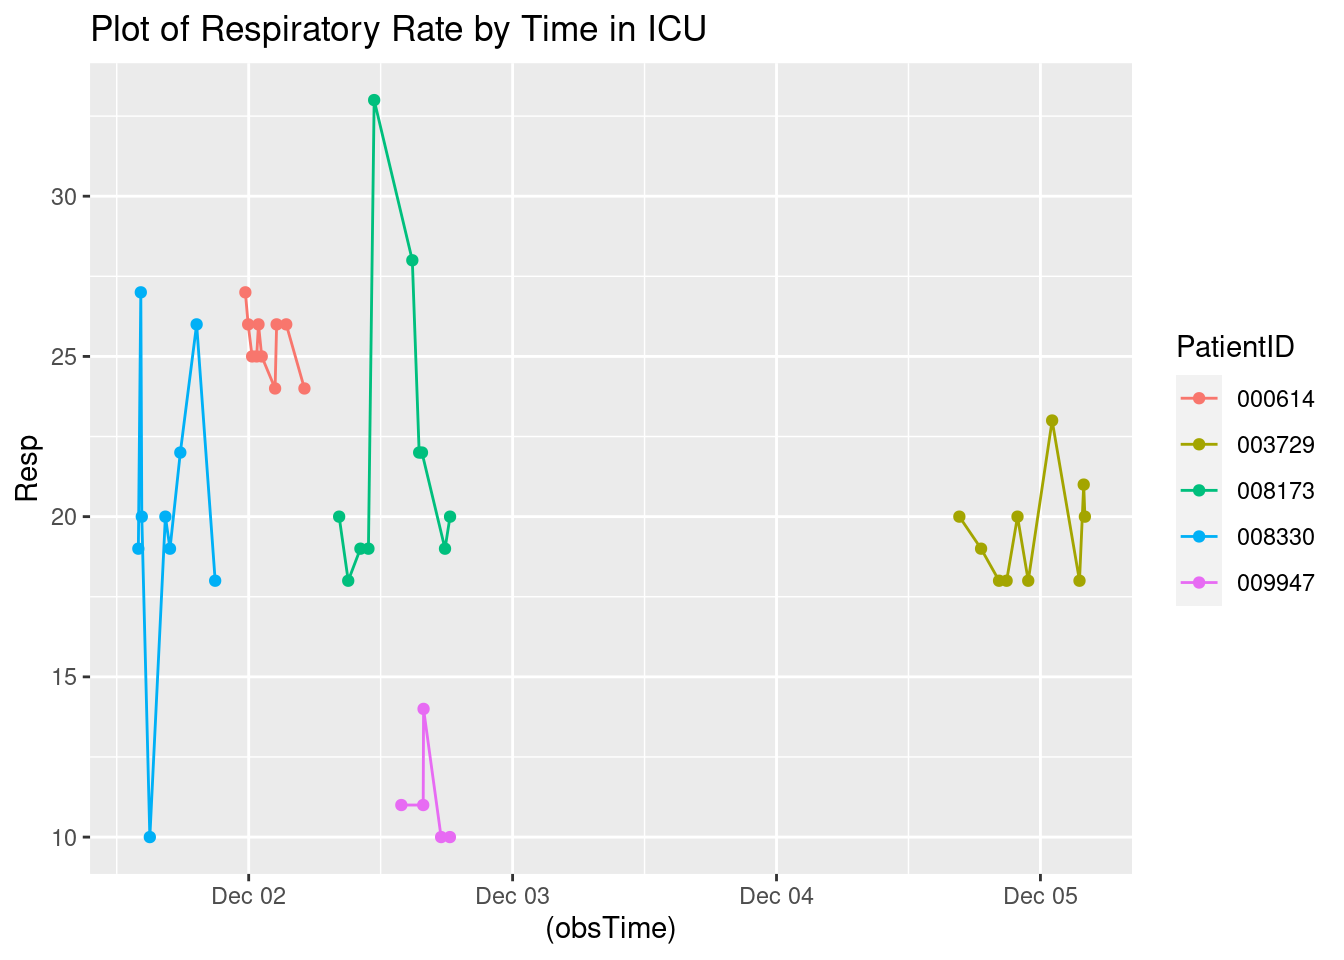 Plot of Respiratory Rate by Time in ICU
Resp
30
25
20
15
10
Dec 02
Dec 03
Dec 04
Dec 05
(obsTime)
PatientID
000614
003729
008173
008330
009947